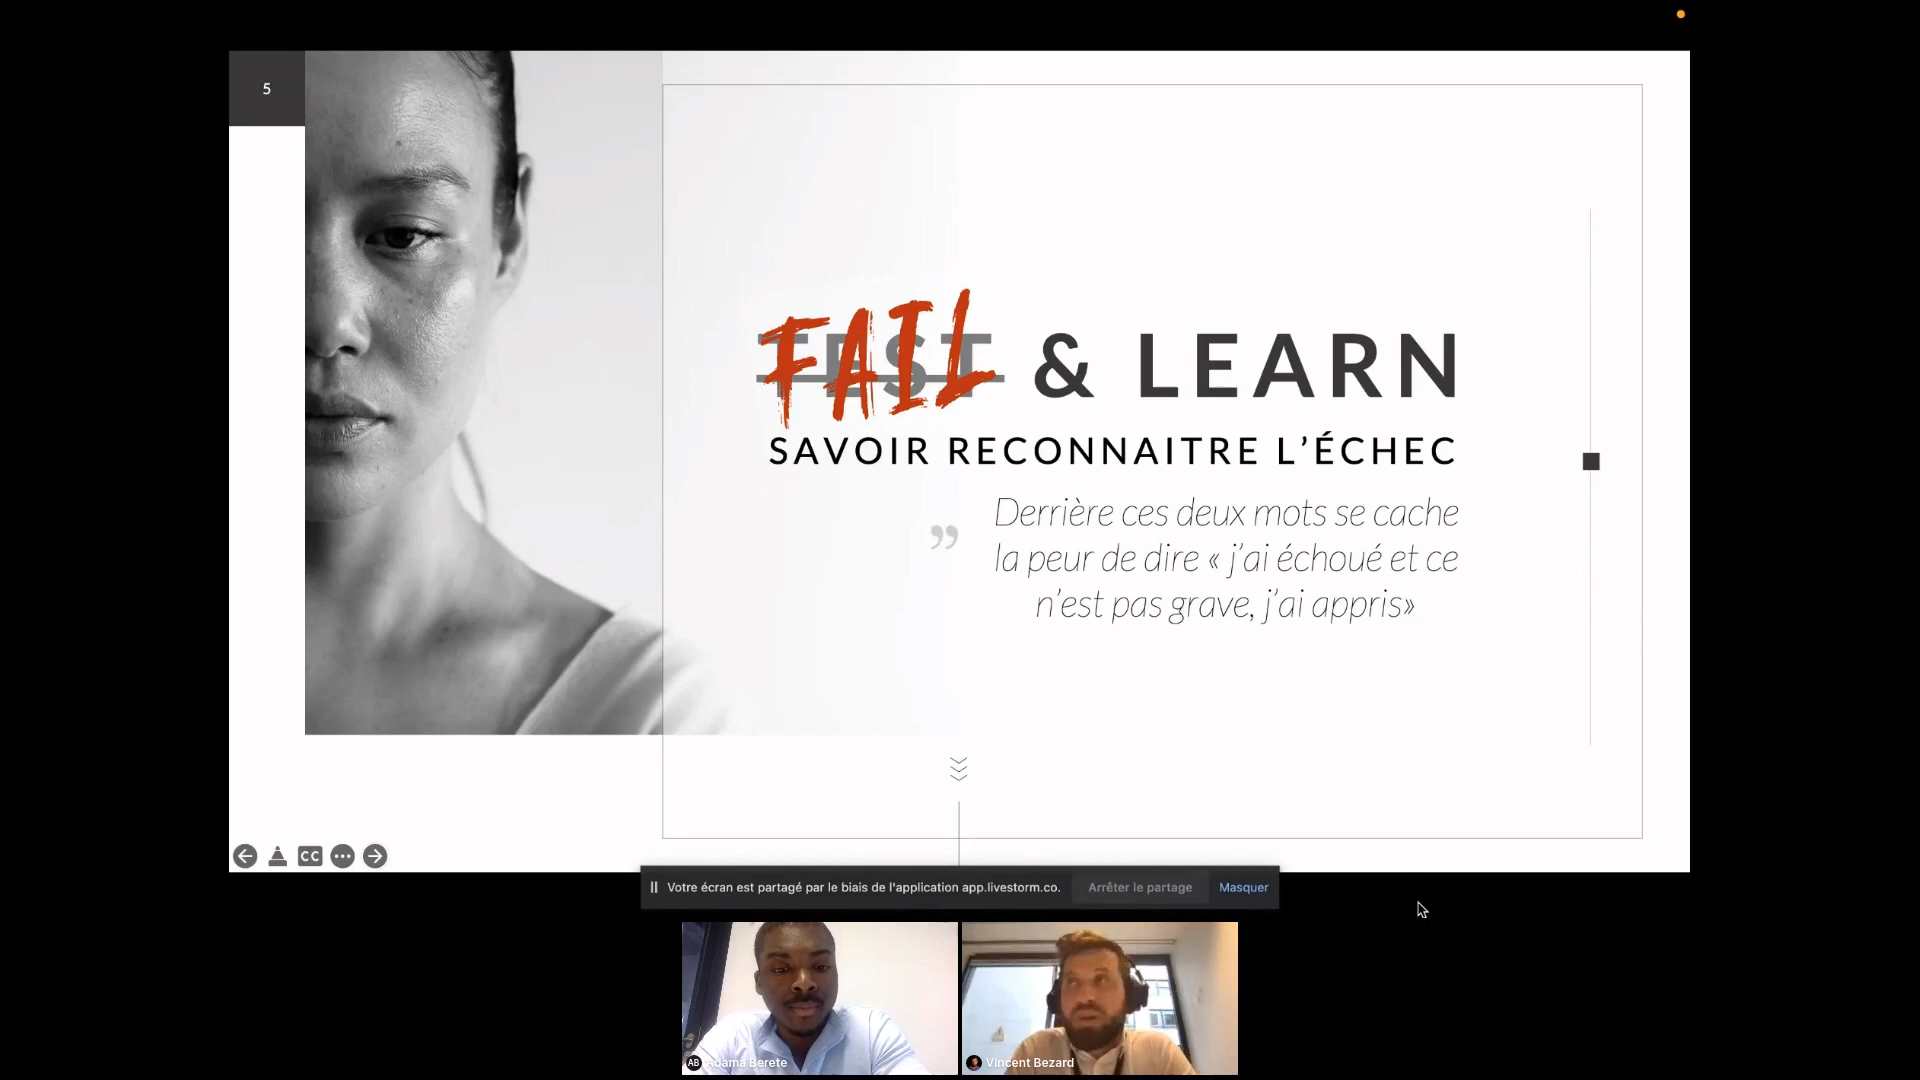 5
FAIL
TEST & LEARN
SAVOIR RECONNAITRE L’ÉCHEC
” Derrière ces deux mots se cache
la peur de dire « j’ai échoué et ce
n’est pas grave, j’ai appris»
CC
Votre écran est partagé par le biais de l'application app.livestorm.co. Arrêter le partage Masquer
AB Adama Berete
Vincent Bezard